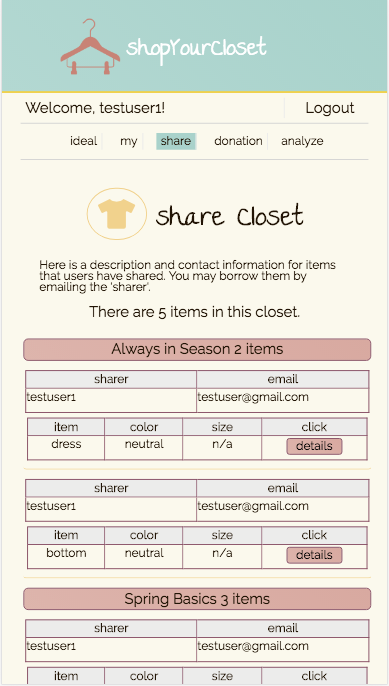 shopYourCloset
Welcome, testuser1! Logout
ideal my share donation analyze
share Closet
Here is a description and contact information for items
that users have shared. You may borrow them by
emailing the 'sharer'.
There are 5 items in this closet.
Always in Season 2 items
sharer email
testuser1 testuser@gmail.com
item color size click
dress neutral n/a details
sharer email
testuser1 testuser@gmail.com
item color size click
bottom neutral n/a details
Spring Basics 3 items
sharer email
testuser1 testuser@gmail.com
item color size click